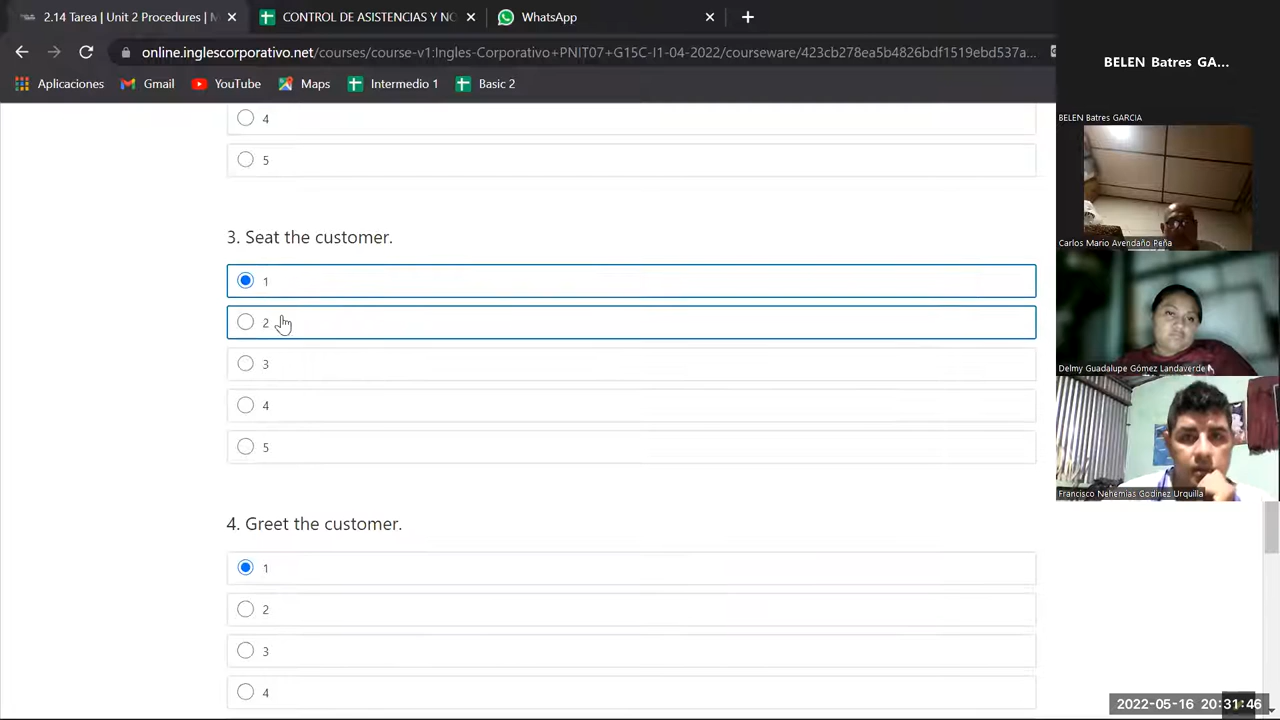 2.14 Tarea | Unit 2 Procedures |
CONTROL DE ASISTENCIAS Y NO
WhatsApp
online.inglescorporativo.net/courses/course-v1:Ingles-Corporativo+PNIT07+G15C-I1-04-2022/courseware/423cb278ea5b4826bdf1519ebd537a...
Aplicaciones
Gmail
YouTube
Maps
Intermedio 1
Basic 2
4
5
3. Seat the customer.
1
2
3
4
5
4. Greet the customer.
1
2
3
4
BELEN Batres GA...
BELEN Batres GARCIA
Carlos Mario Avendaño Peña
Delmy Guadalupe Gómez Landaverde
Francisco Nehemias Godinez Urquilla
2022-05-16 20:31:46